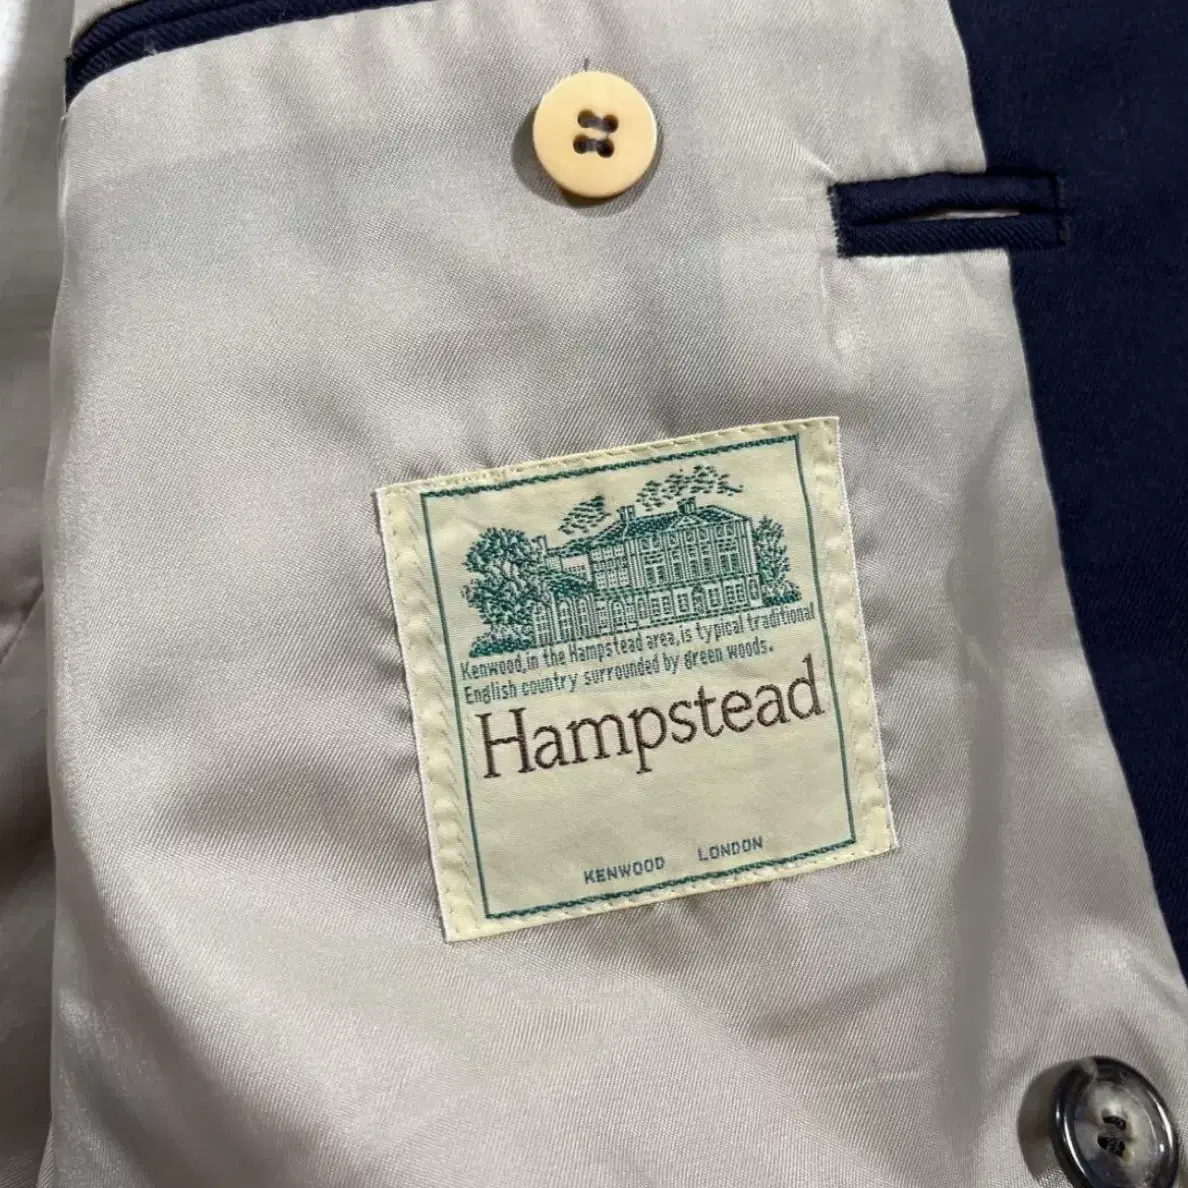 Kenwood,in the Hampstead area,is typical traditional
English country surrounded by green woods.
Hampstead
KENWOOD LONDON